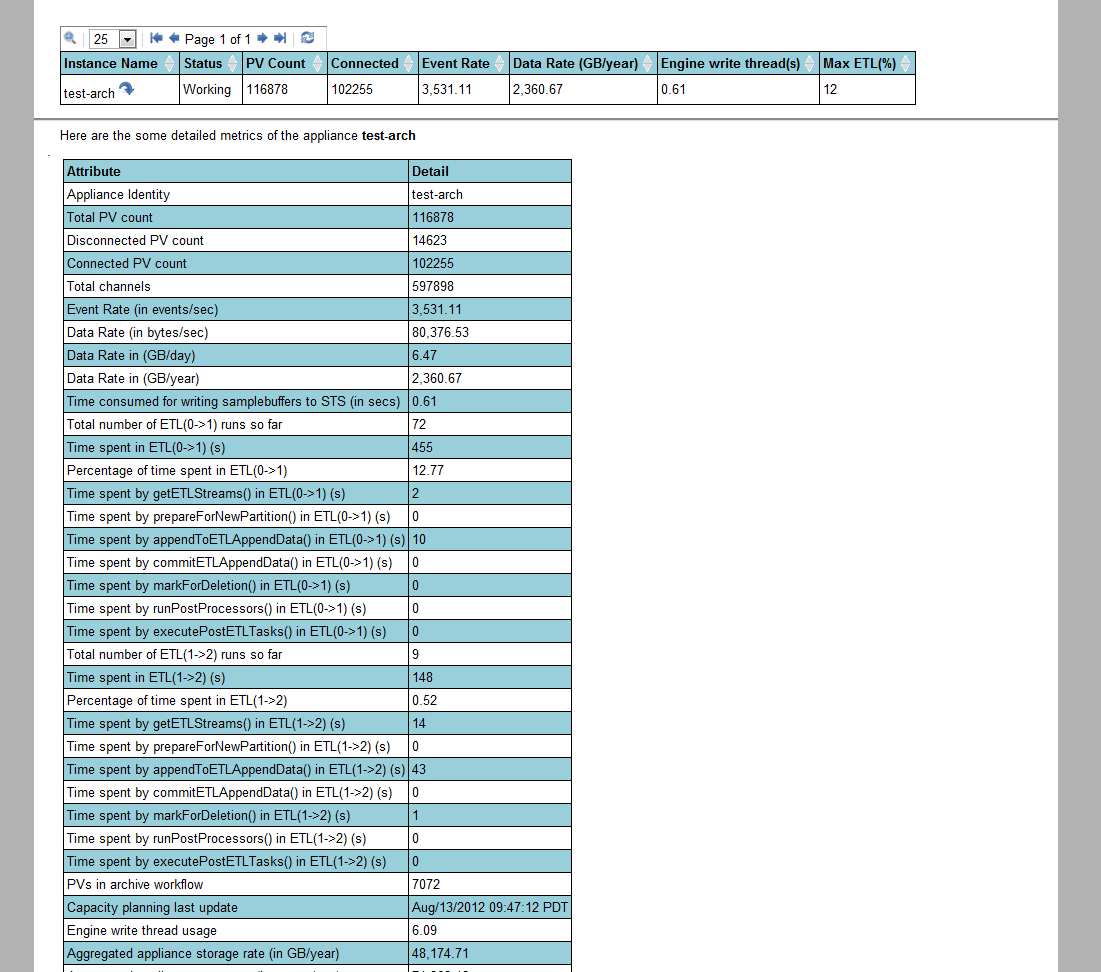 25 Page 1 of 1
Instance Name Status PV Count Connected Event Rate Data Rate (GB/year) Engine write thread(s) Max ETL(%)
test-arch Working 116878 102255 3,531.11 2,360.67 0.61 12
Here are the some detailed metrics of the appliance test-arch
Attribute Detail
Appliance Identity test-arch
Total PV count 116878
Disconnected PV count 14623
Connected PV count 102255
Total channels 597898
Event Rate (in events/sec) 3,531.11
Data Rate (in bytes/sec) 80,376.53
Data Rate in (GB/day) 6.47
Data Rate in (GB/year) 2,360.67
Time consumed for writing samplebuffers to STS (in secs) 0.61
Total number of ETL(0->1) runs so far 72
Time spent in ETL(0->1) (s) 455
Percentage of time spent in ETL(0->1) 12.77
Time spent by getETLStreams() in ETL(0->1) (s) 2
Time spent by prepareForNewPartition() in ETL(0->1) (s) 0
Time spent by appendToETLAppendData() in ETL(0->1) (s) 10
Time spent by commitETLAppendData() in ETL(0->1) (s) 0
Time spent by markForDeletion() in ETL(0->1) (s) 0
Time spent by runPostProcessors() in ETL(0->1) (s) 0
Time spent by executePostETLTasks() in ETL(0->1) (s) 0
Total number of ETL(1->2) runs so far 9
Time spent in ETL(1->2) (s) 148
Percentage of time spent in ETL(1->2) 0.52
Time spent by getETLStreams() in ETL(1->2) (s) 14
Time spent by prepareForNewPartition() in ETL(1->2) (s) 0
Time spent by appendToETLAppendData() in ETL(1->2) (s) 43
Time spent by commitETLAppendData() in ETL(1->2) (s) 0
Time spent by markForDeletion() in ETL(1->2) (s) 1
Time spent by runPostProcessors() in ETL(1->2) (s) 0
Time spent by executePostETLTasks() in ETL(1->2) (s) 0
PVs in archive workflow 7072
Capacity planning last update Aug/13/2012 09:47:12 PDT
Engine write thread usage 6.09
Aggregated appliance storage rate (in GB/year) 48,174.71